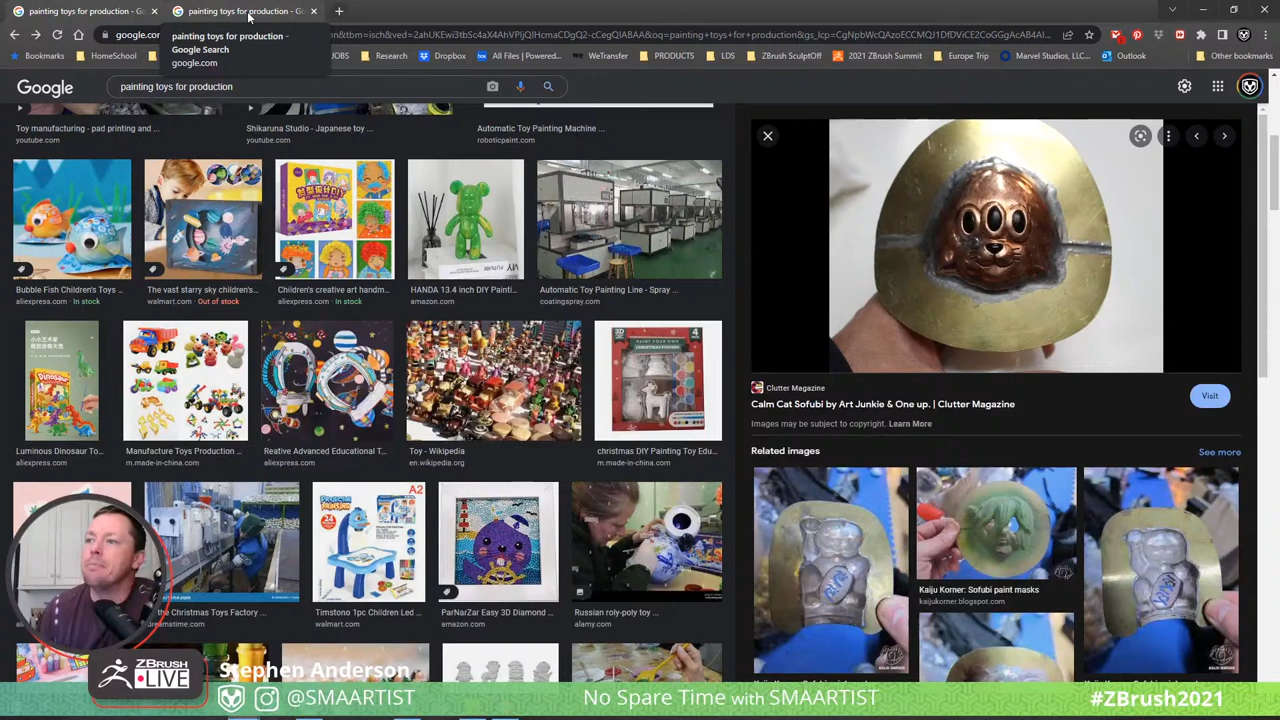 painting toys for production - Go
painting toys for production - Go
painting toys for production -
Google Search
google.com
Bookmarks
HomeSchool
Research
Dropbox
All Files | Powered...
WeTransfer
PRODUCTS
LDS
ZBrush SculptOff
2021 ZBrush Summit
Europe Studios
Marvel Studios, LLC...
Outlook
Other bookmarks
Google
painting toys for production
Toy manufacturing - pad printing and ...
youtube.com
Shikaruna Studio - Japanese toy ...
youtube.com
Automatic Toy Painting Machine ...
roboticpaint.com
Bubble Fish Children's Toys ...
aliexpress.com · In stock
The vast starry sky children's...
walmart.com · Out of stock
Children's creative art handm...
aliexpress.com · In stock
HANDA 13.4 inch DIY Painti...
amazon.com
Automatic Toy Painting Line - Spray ...
coatingspray.com
Luminous Dinosaur To...
aliexpress.com
Manufacture Toys Production ...
m.made-in-china.com
Reative Advanced Educational T...
aliexpress.com
Toy - Wikipedia
en.wikipedia.org
christmas DIY Painting Toy Edu...
m.made-in-china.com
the Christmas Toys Factory ...
dreamstime.com
Timstono 1pc Children Led ...
walmart.com
ParNarZar Easy 3D Diamond ...
amazon.com
Russian roly-poly toy ...
alamy.com
A2
Clutter Magazine
Calm Cat Sofubi by Art Junkie & One up. | Clutter Magazine
Images may be subject to copyright. Learn More
Visit
Related images
See more
Kaiju Korner: Sofubi paint masks
kaijukorner.blogspot.com
ZBRUSH
LIVE
Stephen Anderson
@SMAARTIST
No Spare Time with SMAARTIST
#ZBrush2021